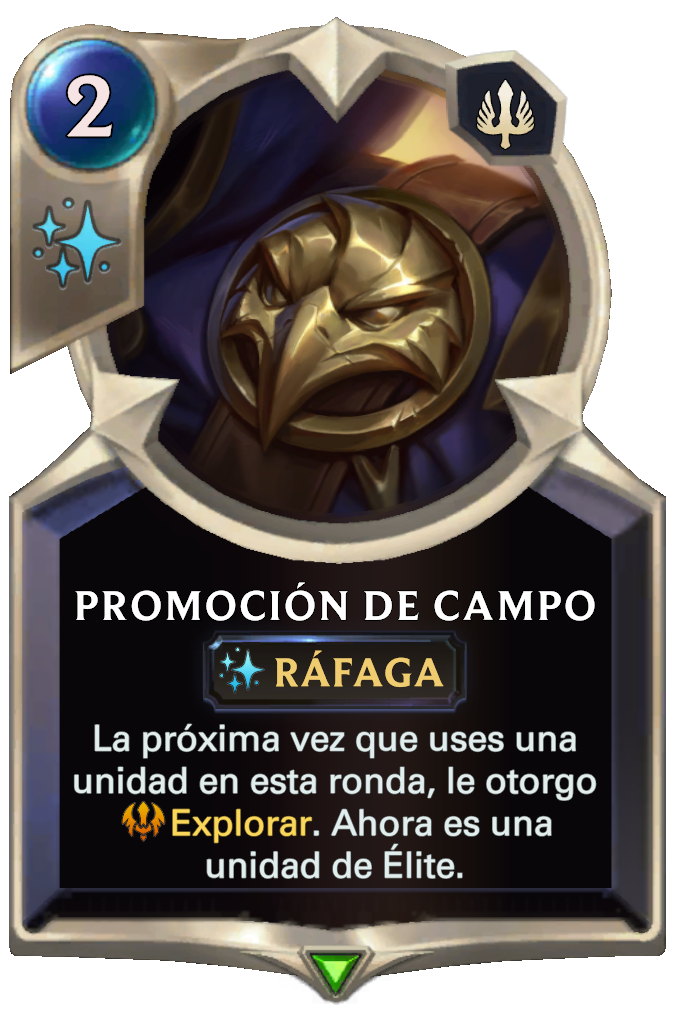 2
PROMOCIÓN DE CAMPO
RÁFAGA
La próxima vez que uses una
unidad en esta ronda, le otorgo
Explorar. Ahora es una
unidad de Élite.